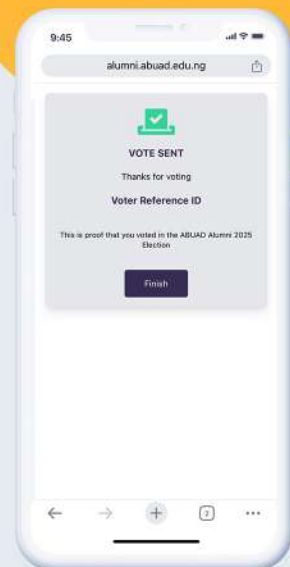 9:45
alumni.abuad.edu.ng
VOTE SENT
Thanks for voting
Voter Reference ID
This is proof that you voted in the ABUAD Alumni 2025
Election
Finish
2